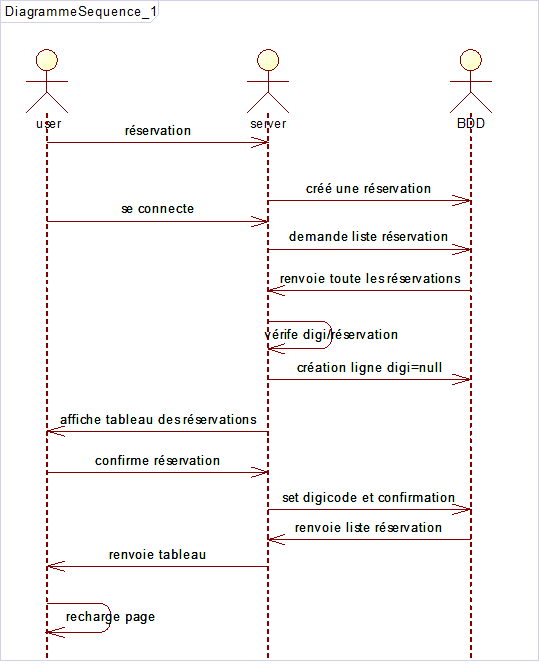 DiagrammeSequence_1
user
server
BDD
réservation
créé une réservation
se connecte
demande liste réservation
renvoie toute les réservations
vérife digi/réservation
création ligne digi=null
affiche tableau des réservations
confirme réservation
set digicode et confirmation
renvoie liste réservation
renvoie tableau
recharge page